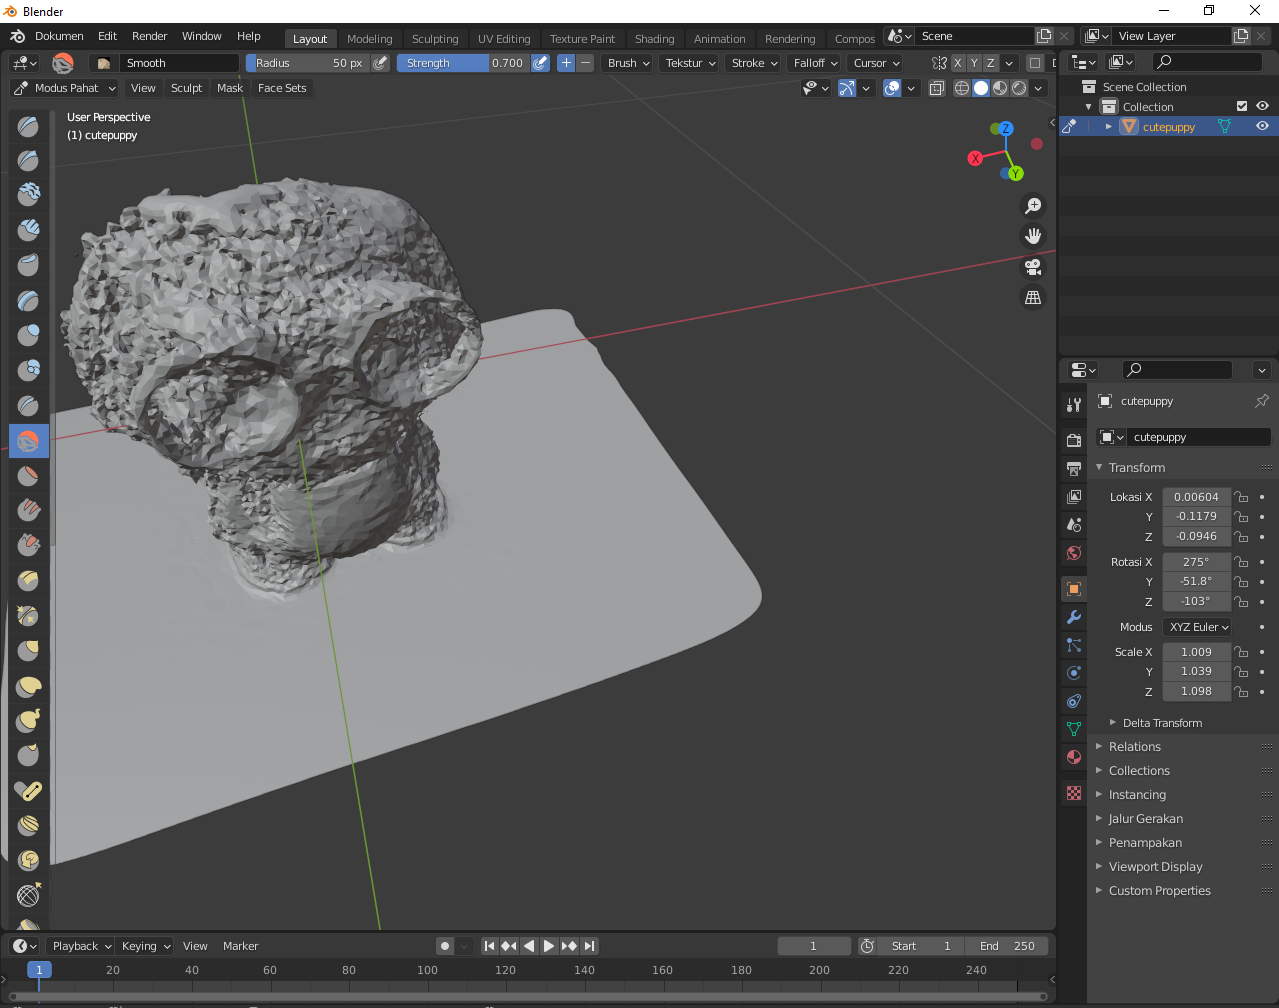 Blender
Dokumen Edit Render Window Help Layout Modeling Sculpting UV Editing Texture Paint Shading Animation Rendering Compos Scene View Layer
Smooth Radius 50 px Strength 0.700 Brush Tekstur Stroke Falloff Cursor X Y Z
Modus Pahat View Sculpt Mask Face Sets
User Perspective
(1) cutepuppy
Z
X
Y
Scene Collection
Collection
cutepuppy
cutepuppy
cutepuppy
Transform
Lokasi X 0.00604
Y -0.1179
Z -0.0946
Rotasi X 275°
Y -51.8°
Z -103°
Modus XYZ Euler
Scale X 1.009
Y 1.039
Z 1.098
Delta Transform
Relations
Collections
Instancing
Jalur Gerakan
Penampakan
Viewport Display
Custom Properties
Playback Keying View Marker 1 Start 1 End 250
1 20 40 60 80 100 120 140 160 180 200 220 240